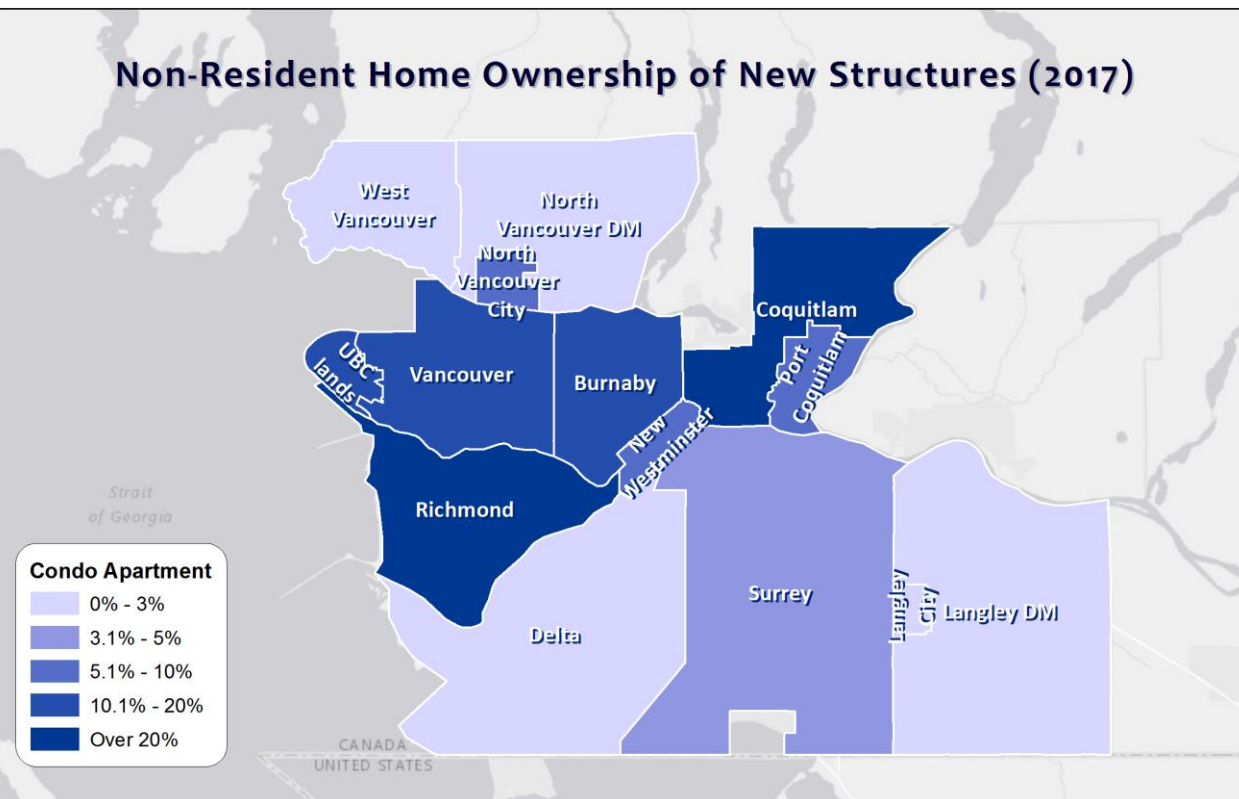 Non-Resident Home Ownership of New Structures (2017)
West
Vancouver
North
Vancouver DM
North
Vancouver
City
Coquitlam
Port
Coquitlam
UBC
lands
Vancouver
Burnaby
New
Westminster
Richmond
Strait
of Georgia
Surrey
Langley
City
Langley DM
Delta
Condo Apartment
0% - 3%
3.1% - 5%
5.1% - 10%
10.1% - 20%
Over 20%
CANADA
UNITED STATES